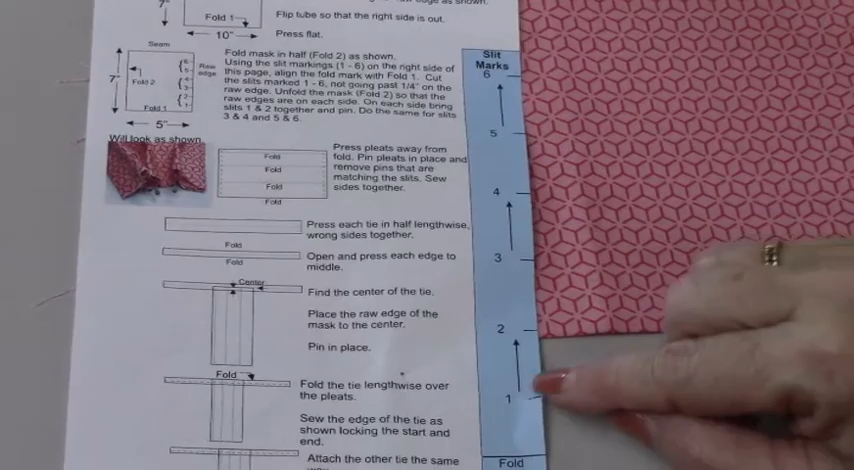 7"
Fold 1
10"
Flip tube so that the right side is out.
Press flat.
Seam
7"
Fold 2
Raw
edge
6
5
4
3
2
1
Fold 1
5"
Fold mask in half (Fold 2) as shown.
Using the slit markings (1 - 6) on the right side of
this page, align the fold mark with Fold 1. Cut
the slits marked 1 - 6, not going past 1/4" on the
raw edge. Unfold the mask (Fold 2) so that the
raw edges are on each side. On each side bring
slits 1 & 2 together and pin. Do the same for slits
3 & 4 and 5 & 6.
Will look as shown
Fold
Fold
Fold
Fold
Press pleats away from
fold. Pin pleats in place and
remove pins that are
matching the slits. Sew
sides together.
Press each tie in half lengthwise,
wrong sides together.
Fold
Fold
Open and press each edge to
middle.
Center
Find the center of the tie.
Place the raw edge of the
mask to the center.
Pin in place.
Fold
Fold the tie lengthwise over
the pleats.
Sew the edge of the tie as
shown locking the start and
end.
Attach the other tie the same
Slit
Marks
6
5
4
3
2
1
Fold